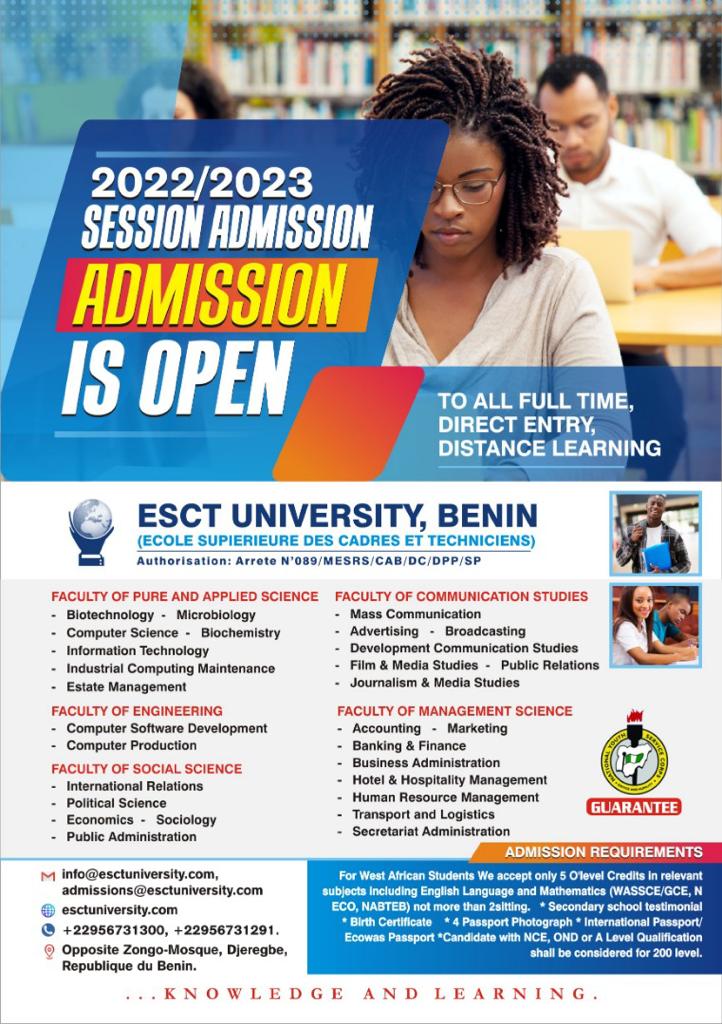 2022/2023
SESSION ADMISSION
ADMISSION
IS OPEN
TO ALL FULL TIME,
DIRECT ENTRY,
DISTANCE LEARNING
ESCT UNIVERSITY, BENIN
(ECOLE SUPIERIEURE DES CADRES ET TECHNICIENS)
Authorisation: Arrete N'089/MESRS/CAB/DC/DPP/SP
FACULTY OF PURE AND APPLIED SCIENCE
- Biotechnology - Microbiology
- Computer Science - Biochemistry
- Information Technology
- Industrial Computing Maintenance
- Estate Management
FACULTY OF ENGINEERING
- Computer Software Development
- Computer Production
FACULTY OF SOCIAL SCIENCE
- International Relations
- Political Science
- Economics - Sociology
- Public Administration
FACULTY OF COMMUNICATION STUDIES
- Mass Communication
- Advertising - Broadcasting
- Development Communication Studies
- Film & Media Studies - Public Relations
- Journalism & Media Studies
FACULTY OF MANAGEMENT SCIENCE
- Accounting - Marketing
- Banking & Finance
- Business Administration
- Hotel & Hospitality Management
- Human Resource Management
- Transport and Logistics
- Secretariat Administration
NATIONAL YOUTH SERVICE CORPS
SERVICE AND HUMILITY
GUARANTEE
info@esctuniversity.com,
admissions@esctuniversity.com
esctuniversity.com
+22956731300, +22956731291.
Opposite Zongo-Mosque, Djeregbe,
Republique du Benin.
ADMISSION REQUIREMENTS
For West African Students We accept only 5 O'level Credits in relevant
subjects including English Language and Mathematics (WASSCE/GCE, N
ECO, NABTEB) not more than 2sitting. * Secondary school testimonial
* Birth Certificate * 4 Passport Photograph * International Passport/
Ecowas Passport *Candidate with NCE, OND or A Level Qualification
shall be considered for 200 level.
...KNOWLEDGE AND LEARNING.